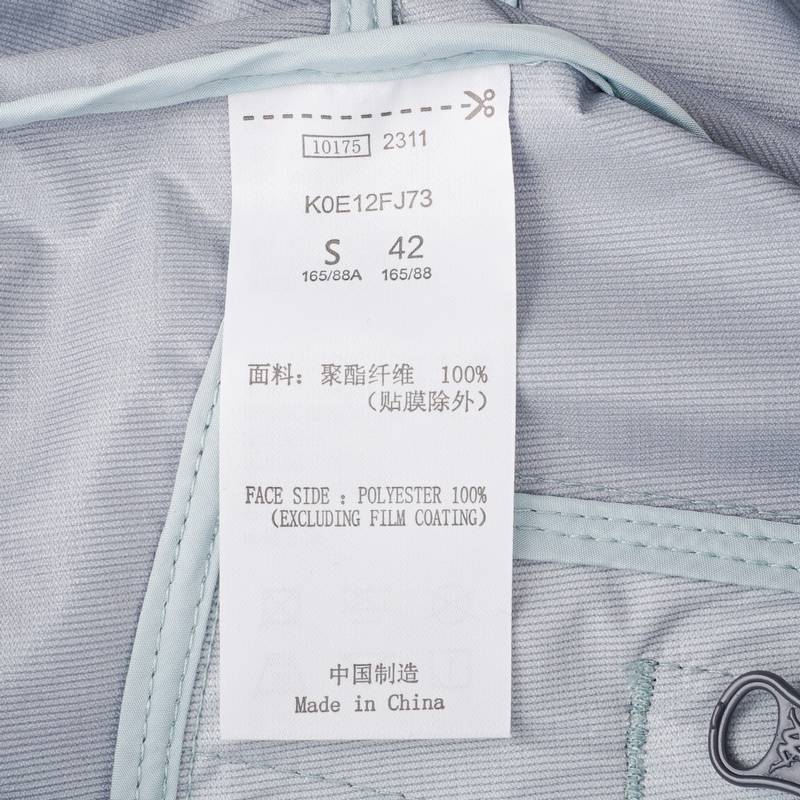 10175 2311
K0E12FJ73
S 42
165/88A 165/88
面料：聚酯纤维 100%
（贴膜除外）
FACE SIDE : POLYESTER 100%
(EXCLUDING FILM COATING)
中国制造
Made in China